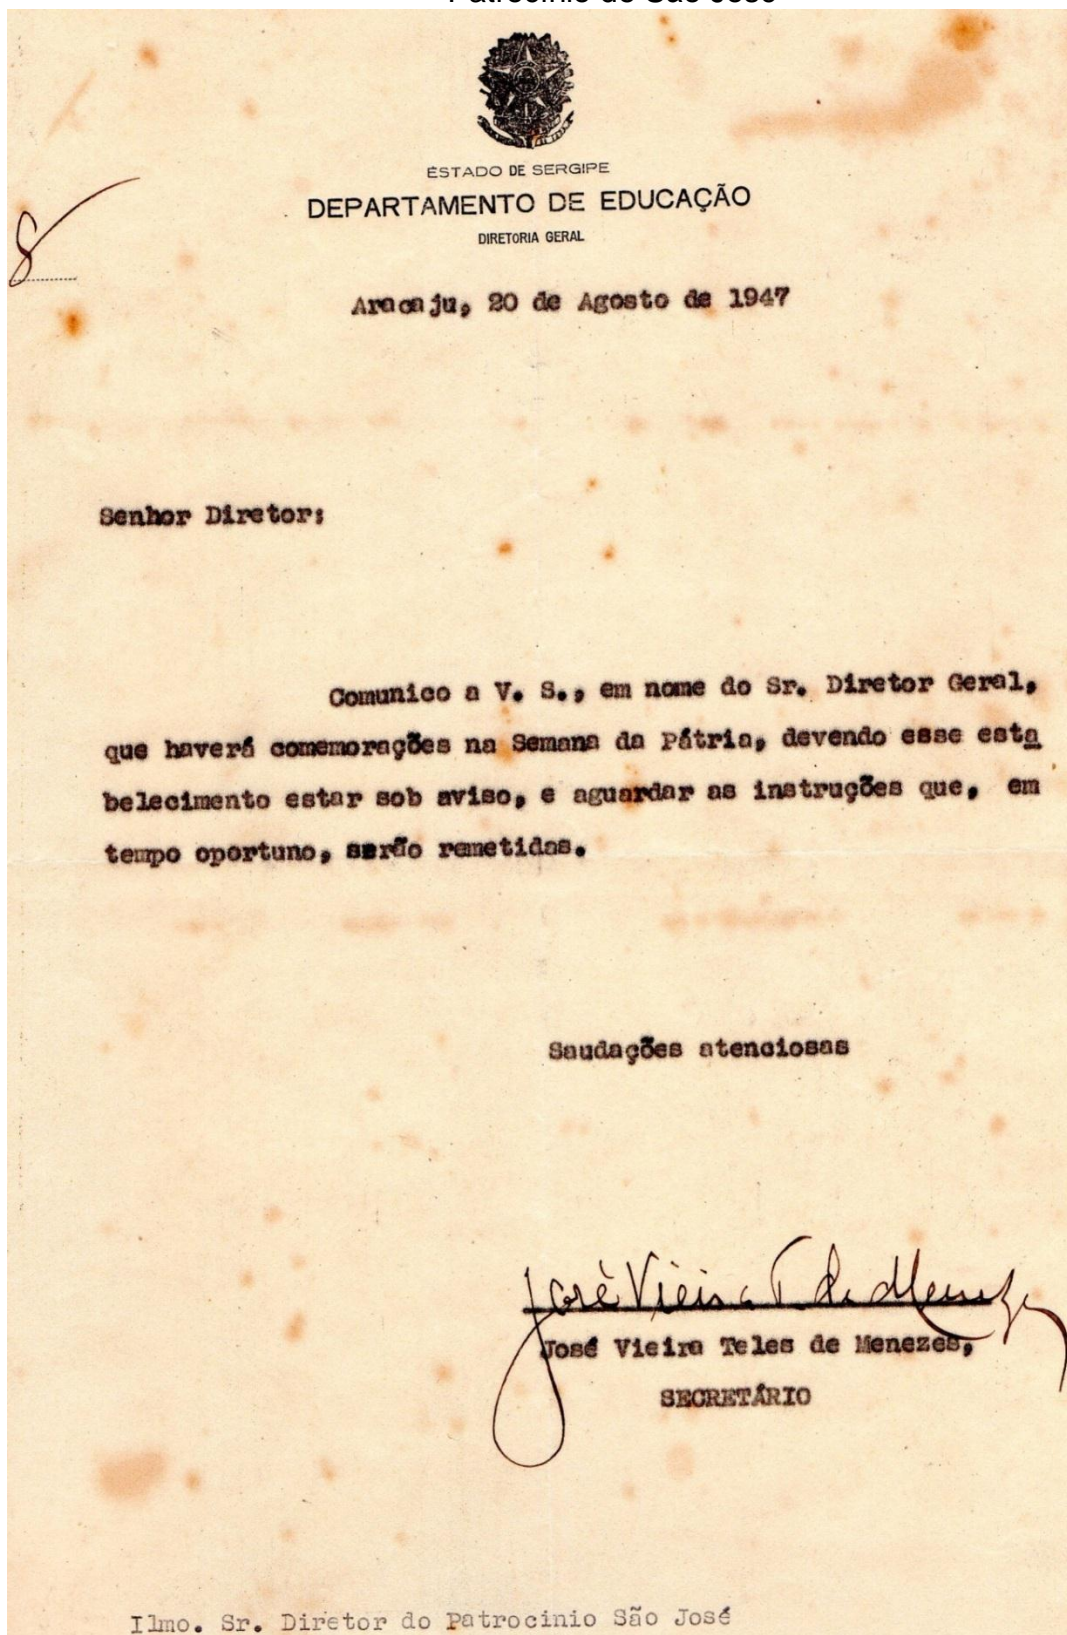 Patrocínio de São José
ESTADO DE SERGIPE
DEPARTAMENTO DE EDUCAÇÃO
DIRETORIA GERAL
8
Aracaju, 20 de Agosto de 1947
Senhor Diretor:
Comunico a V. S., em nome do Sr. Diretor Geral,
que haverá comemorações na Semana da Pátria, devendo esse esta
belecimento estar sob aviso, e aguardar as instruções que, em
tempo oportuno, serão remetidas.
Saudações atenciosas
José Vieira T. de Menezes
José Vieira Teles de Menezes,
SECRETÁRIO
Ilmo. Sr. Diretor do Patrocinio São José